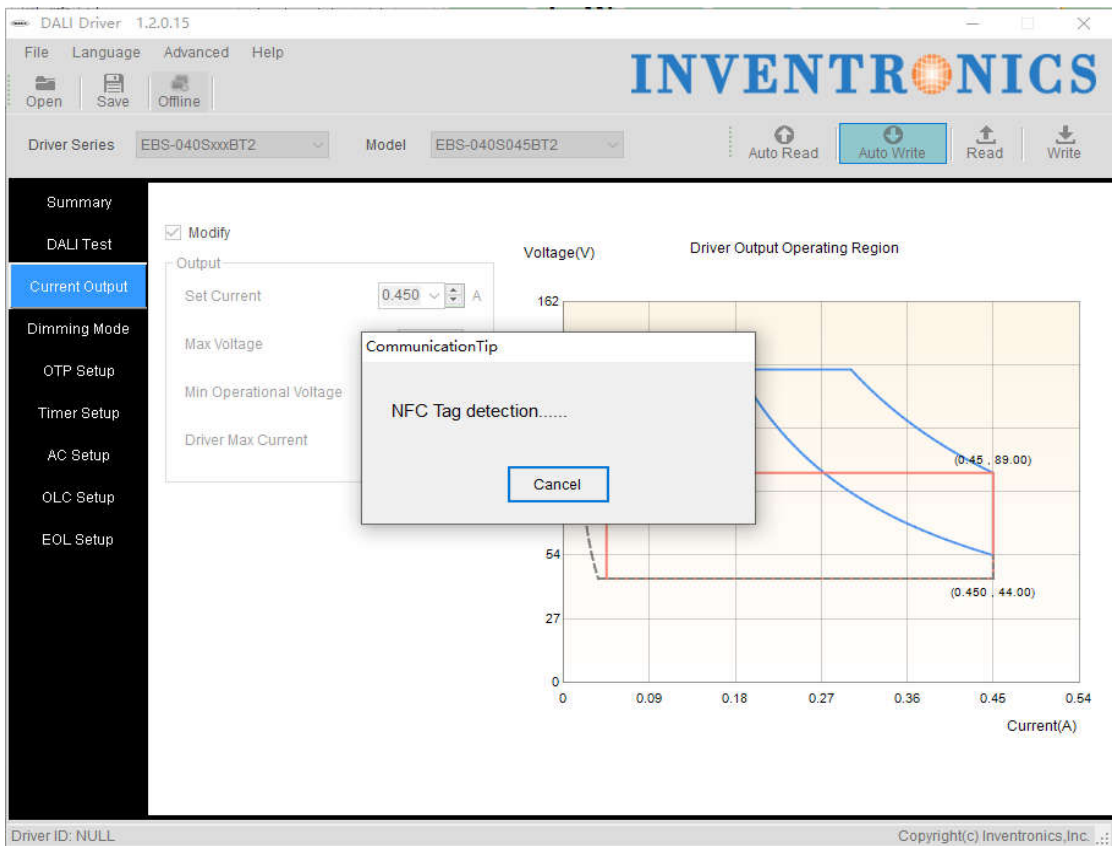 DALI Driver 1.2.0.15
File Language Advanced Help
Open Save Offline
INVENTRONICS
Driver Series EBS-040SxxxBT2 Model EBS-040S045BT2
Auto Read Auto Write Read Write
Summary
DALI Test
Current Output
Dimming Mode
OTP Setup
Timer Setup
AC Setup
OLC Setup
EOL Setup
Modify
Output
Set Current 0.450 A
Max Voltage
Min Operational Voltage
Driver Max Current
CommunicationTip
NFC Tag detection......
Cancel
Voltage(V) Driver Output Operating Region
162
(0.45 , 89.00)
54
(0.450 , 44.00)
27
0
0 0.09 0.18 0.27 0.36 0.45 0.54
Current(A)
Driver ID: NULL Copyright(c) Inventronics,Inc.